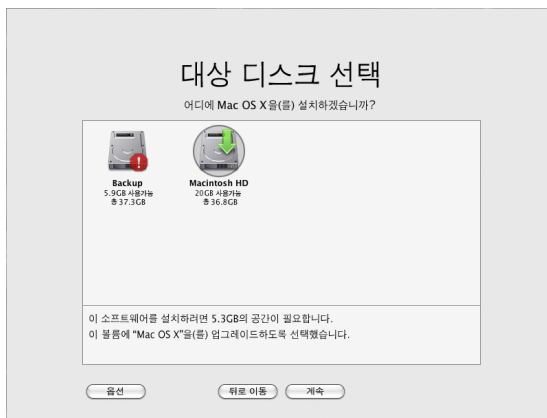 대상 디스크 선택
어디에 Mac OS X을(를) 설치하겠습니까?
Backup
5.9GB 사용가능
총 37.3GB
Macintosh HD
20GB 사용가능
총 36.8GB
이 소프트웨어를 설치하려면 5.3GB의 공간이 필요합니다.
이 볼륨에 “Mac OS X”을(를) 업그레이드하도록 선택했습니다.
옵션
뒤로 이동
계속